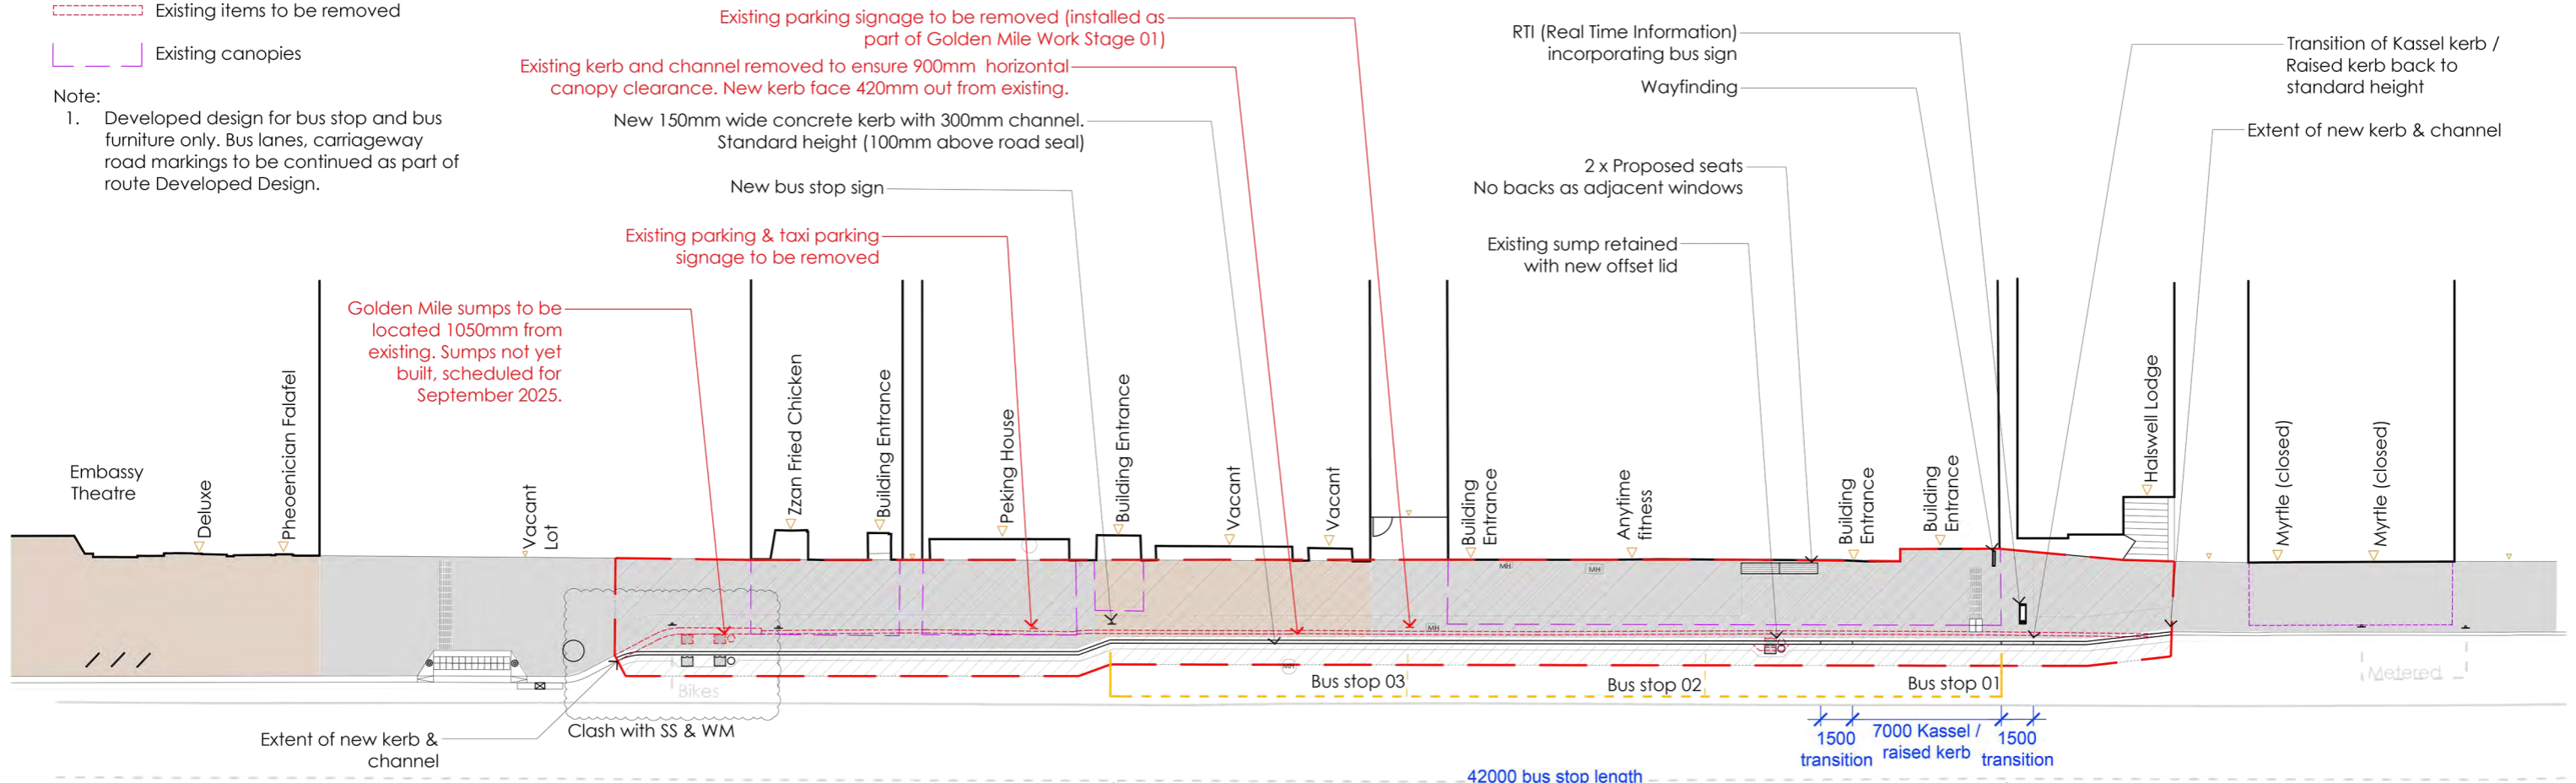 Existing items to be removed
Existing canopies
Note:
1. Developed design for bus stop and bus
furniture only. Bus lanes, carriageway
road markings to be continued as part of
route Developed Design.
Existing parking signage to be removed (installed as
part of Golden Mile Work Stage 01)
Existing kerb and channel removed to ensure 900mm horizontal
canopy clearance. New kerb face 420mm out from existing.
New 150mm wide concrete kerb with 300mm channel.
Standard height (100mm above road seal)
New bus stop sign
Existing parking & taxi parking
signage to be removed
Golden Mile sumps to be
located 1050mm from
existing. Sumps not yet
built, scheduled for
September 2025.
RTI (Real Time Information)
incorporating bus sign
Wayfinding
2 x Proposed seats
No backs as adjacent windows
Existing sump retained
with new offset lid
Transition of Kassel kerb /
Raised kerb back to
standard height
Extent of new kerb & channel
Embassy
Theatre
Deluxe
Pheoenician Falafel
Vacant
Lot
Zzan Fried Chicken
Building Entrance
Peking House
Building Entrance
Vacant
Vacant
Building
Entrance
Anytime
fitness
Building
Entrance
Building
Entrance
Halswell Lodge
Myrtle (closed)
Myrtle (closed)
MH
MH
MH
MH
Bikes
Metered
Bus stop 03
Bus stop 02
Bus stop 01
Clash with SS & WM
Extent of new kerb &
channel
1500
transition
7000 Kassel /
raised kerb
1500
transition
42000 bus stop length